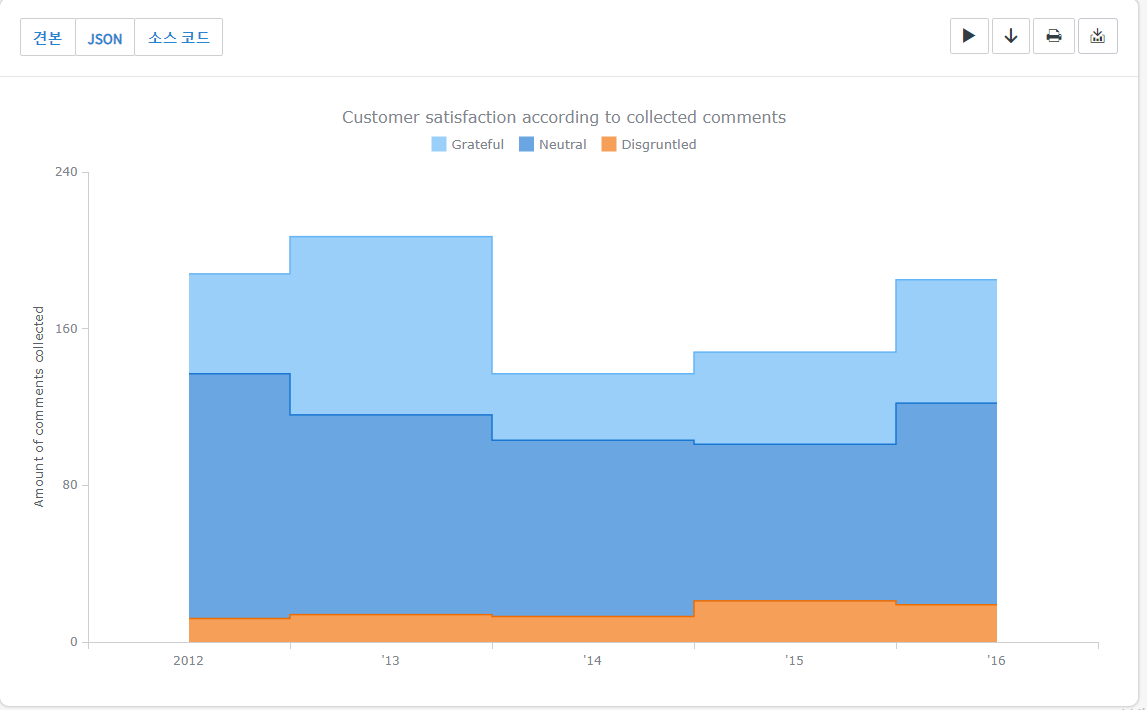 견본 JSON 소스 코드
Customer satisfaction according to collected comments
Grateful Neutral Disgruntled
Amount of comments collected
240
160
80
0
2012 '13 '14 '15 '16